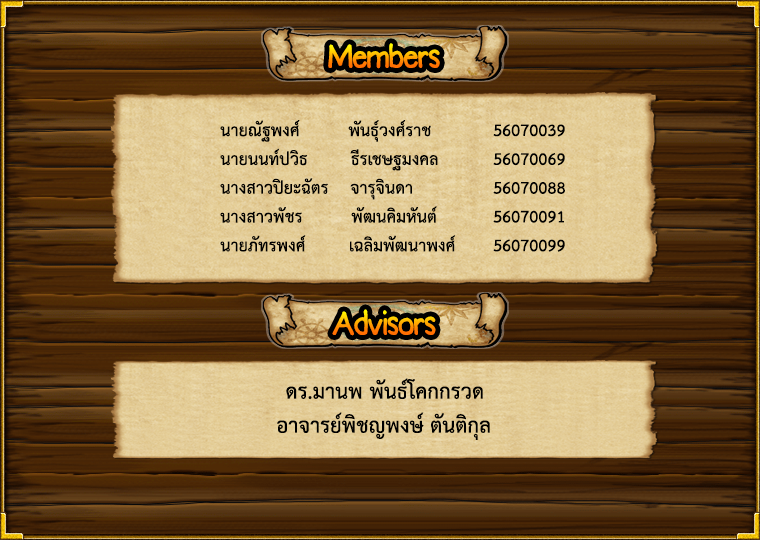 Members
นายณัฐพงศ์ พันธุ์วงศ์ราช 56070039
นายนนท์ปวิธ ธีรเชษฐมงคล 56070069
นางสาวปิยะฉัตร จารุจินดา 56070088
นางสาวพัชร พัฒนคิมหันต์ 56070091
นายภัทรพงศ์ เฉลิมพัฒนาพงศ์ 56070099
Advisors
ดร.มานพ พันธ์โคกกรวด
อาจารย์พิชญพงษ์ ตันติกุล